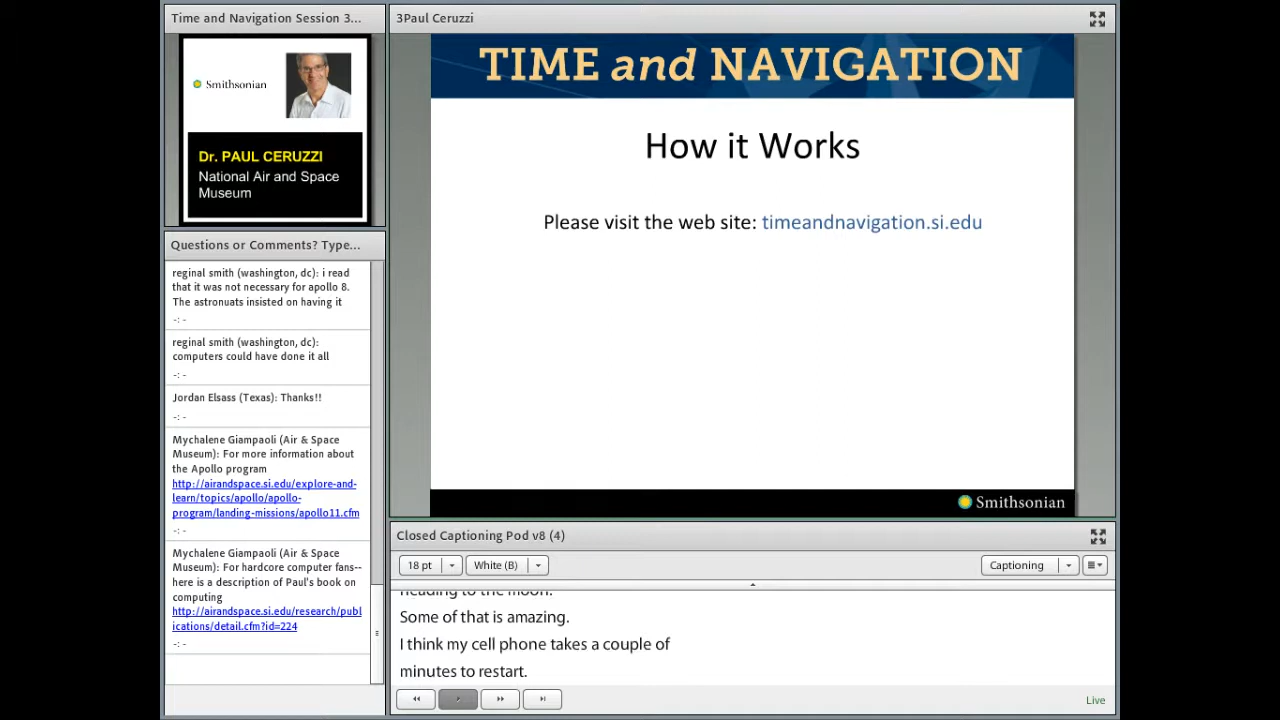 Time and Navigation Session 3...
Smithsonian
Dr. PAUL CERUZZI
National Air and Space
Museum
Questions or Comments? Type...
reginal smith (washington, dc): i read
that it was not necessary for apollo 8.
The astronuats insisted on having it
-: -
reginal smith (washington, dc):
computers could have done it all
-: -
Jordan Elsass (Texas): Thanks!!
-: -
Mychalene Giampaoli (Air & Space
Museum): For more information about
the Apollo program
http://airandspace.si.edu/explore-and-
learn/topics/apollo/apollo-
program/landing-missions/apollo11.cfm
-: -
Mychalene Giampaoli (Air & Space
Museum): For hardcore computer fans--
here is a description of Paul's book on
computing
http://airandspace.si.edu/research/publ
ications/detail.cfm?id=224
-: -
3Paul Ceruzzi
TIME and NAVIGATION
How it Works
Please visit the web site: timeandnavigation.si.edu
Smithsonian
Closed Captioning Pod v8 (4)
18 pt
White (B)
Captioning
heading to the moon.
Some of that is amazing.
I think my cell phone takes a couple of
minutes to restart.
Live